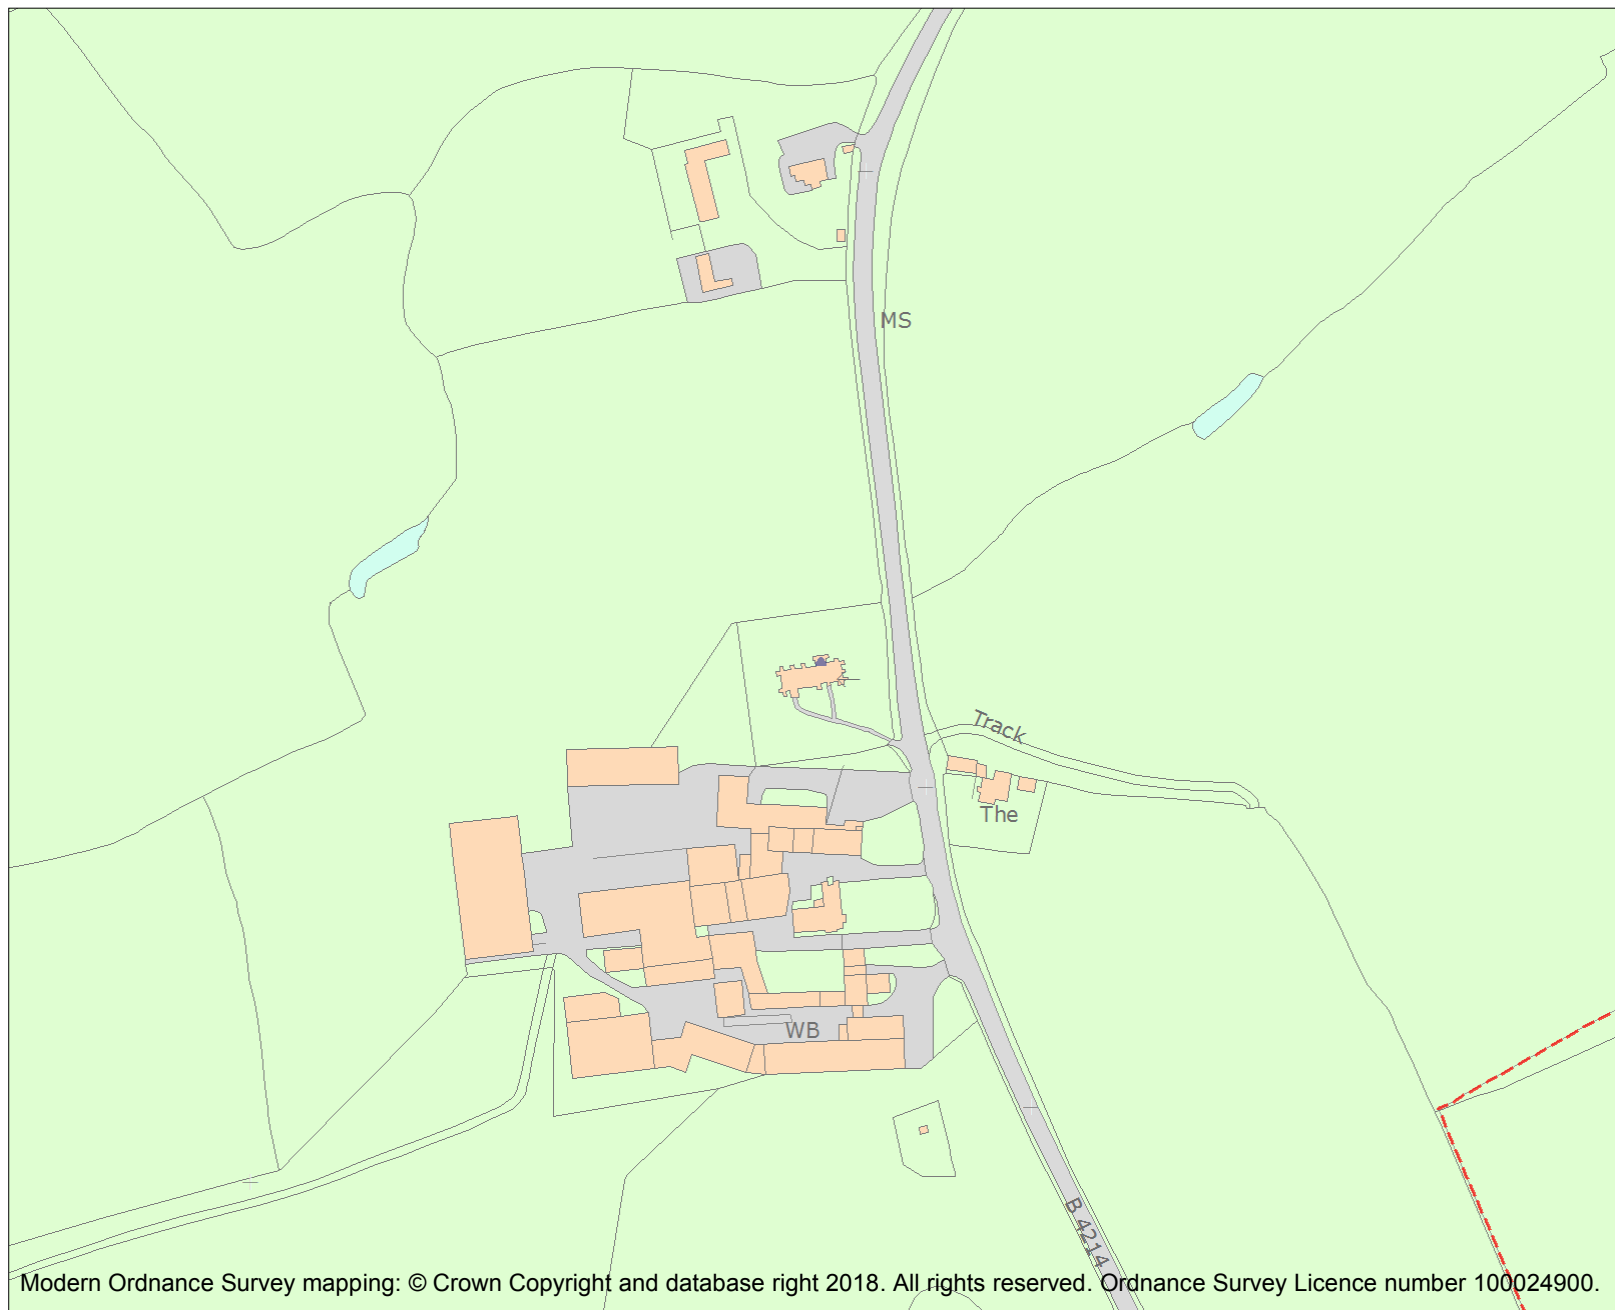 MS
Track
The
WB
B 4214
Modern Ordnance Survey mapping: © Crown Copyright and database right 2018. All rights reserved. Ordnance Survey Licence number 100024900.